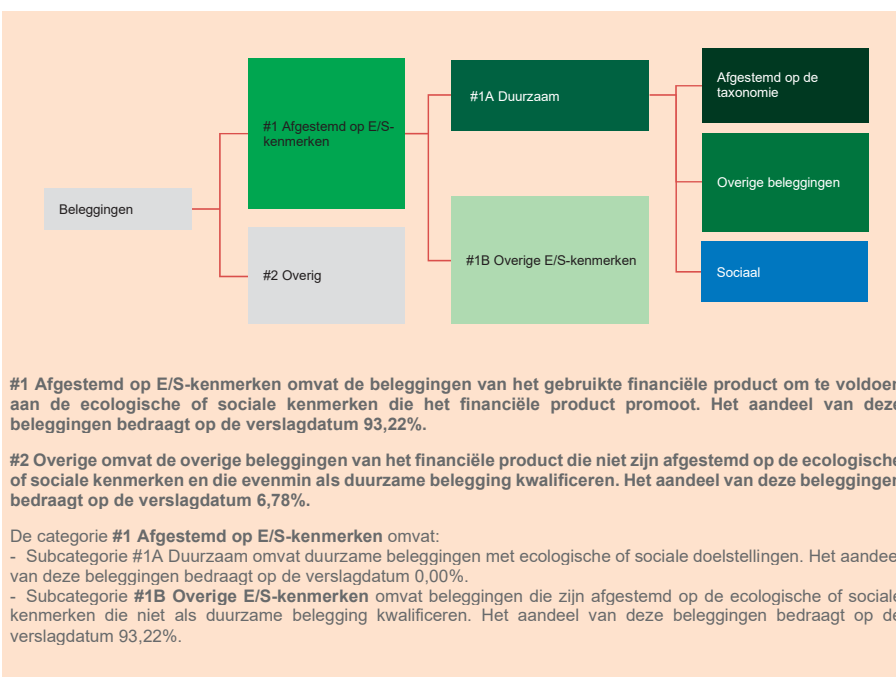 Afgestemd op de
taxonomie
#1A Duurzaam
#1 Afgestemd op E/S-
kenmerken
Overige beleggingen
Beleggingen
#1B Overige E/S-kenmerken
#2 Overig
Sociaal
#1 Afgestemd op E/S-kenmerken omvat de beleggingen van het gebruikte financiële product om te voldoen
aan de ecologische of sociale kenmerken die het financiële product promoot. Het aandeel van deze
beleggingen bedraagt op de verslagdatum 93,22%.
#2 Overige omvat de overige beleggingen van het financiële product die niet zijn afgestemd op de ecologische
of sociale kenmerken en die evenmin als duurzame belegging kwalificeren. Het aandeel van deze beleggingen
bedraagt op de verslagdatum 6,78%.
De categorie #1 Afgestemd op E/S-kenmerken omvat:
- Subcategorie #1A Duurzaam omvat duurzame beleggingen met ecologische of sociale doelstellingen. Het aandeel
van deze beleggingen bedraagt op de verslagdatum 0,00%.
- Subcategorie #1B Overige E/S-kenmerken omvat beleggingen die zijn afgestemd op de ecologische of sociale
kenmerken die niet als duurzame belegging kwalificeren. Het aandeel van deze beleggingen bedraagt op de
verslagdatum 93,22%.